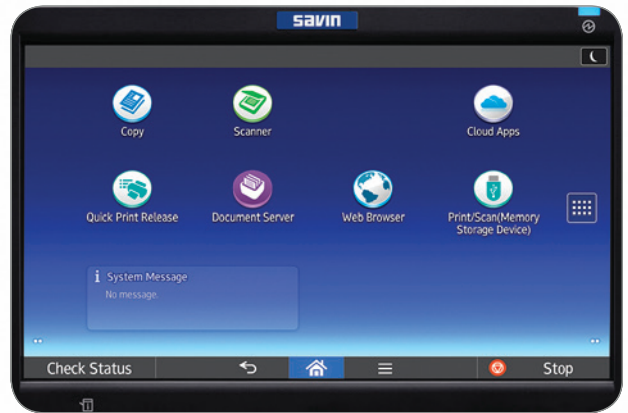 savin
Copy
Scanner
Cloud Apps
Quick Print Release
Document Server
Web Browser
Print/Scan(Memory
Storage Device)
i System Message
No message.
Check Status
Stop